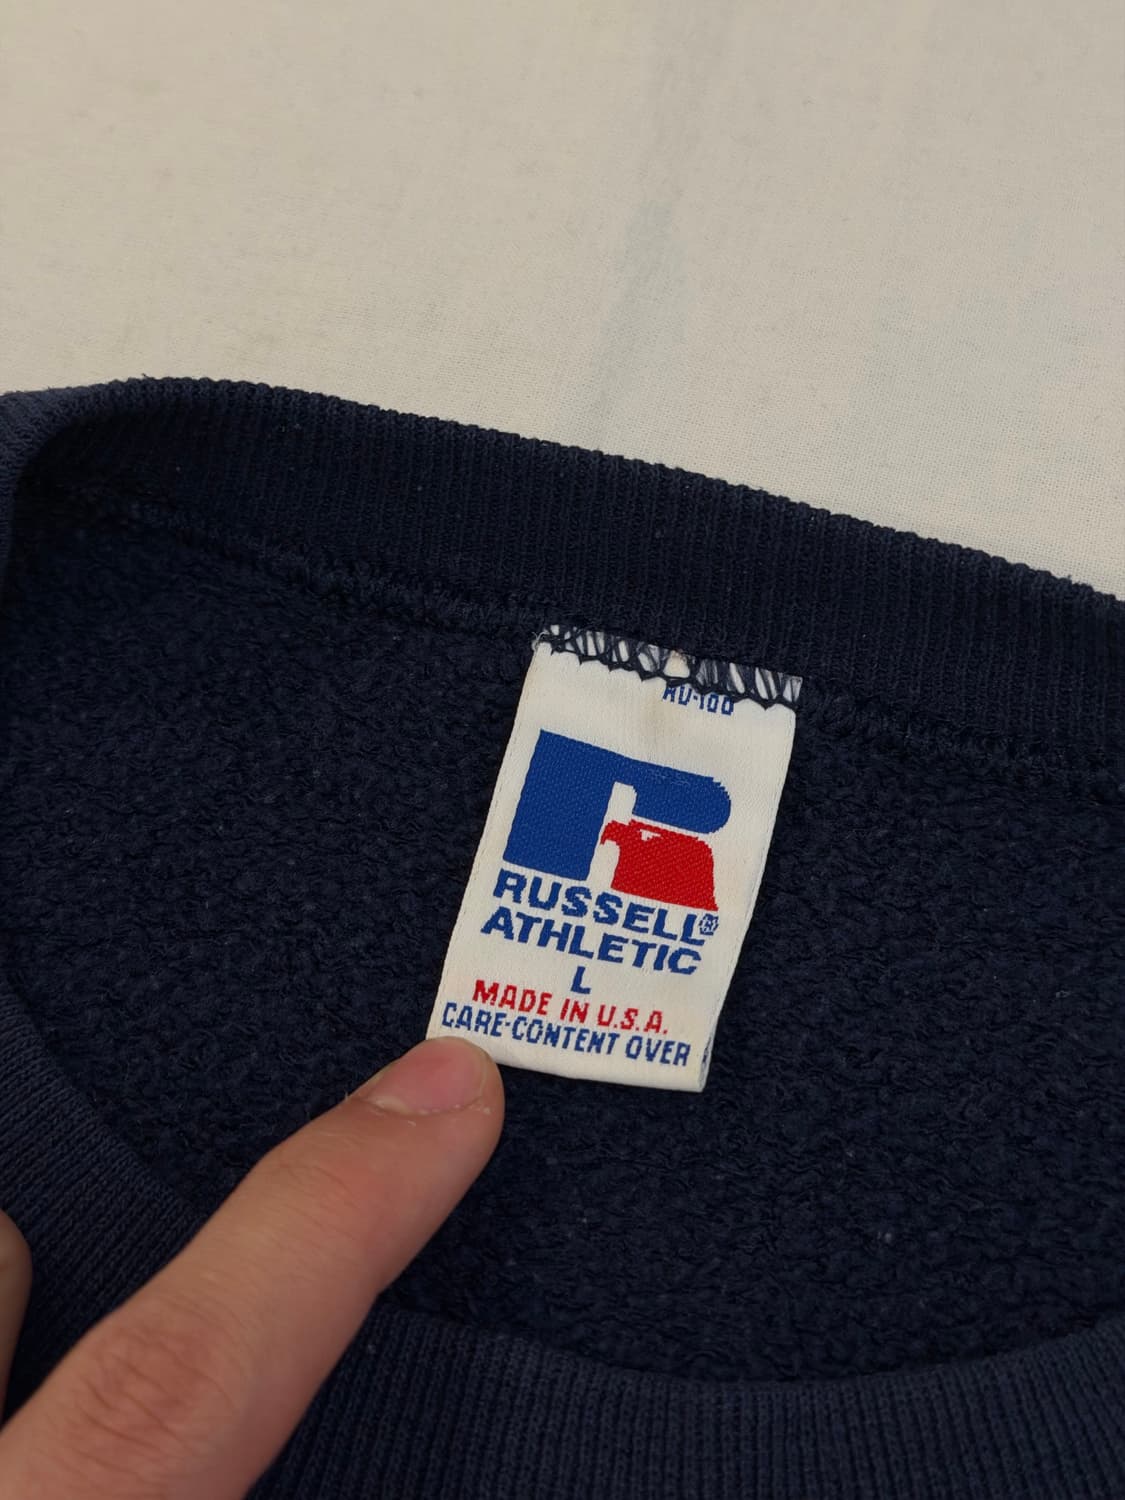 RUSSELL®
ATHLETIC
L
MADE IN U.S.A.
CARE-CONTENT OVER